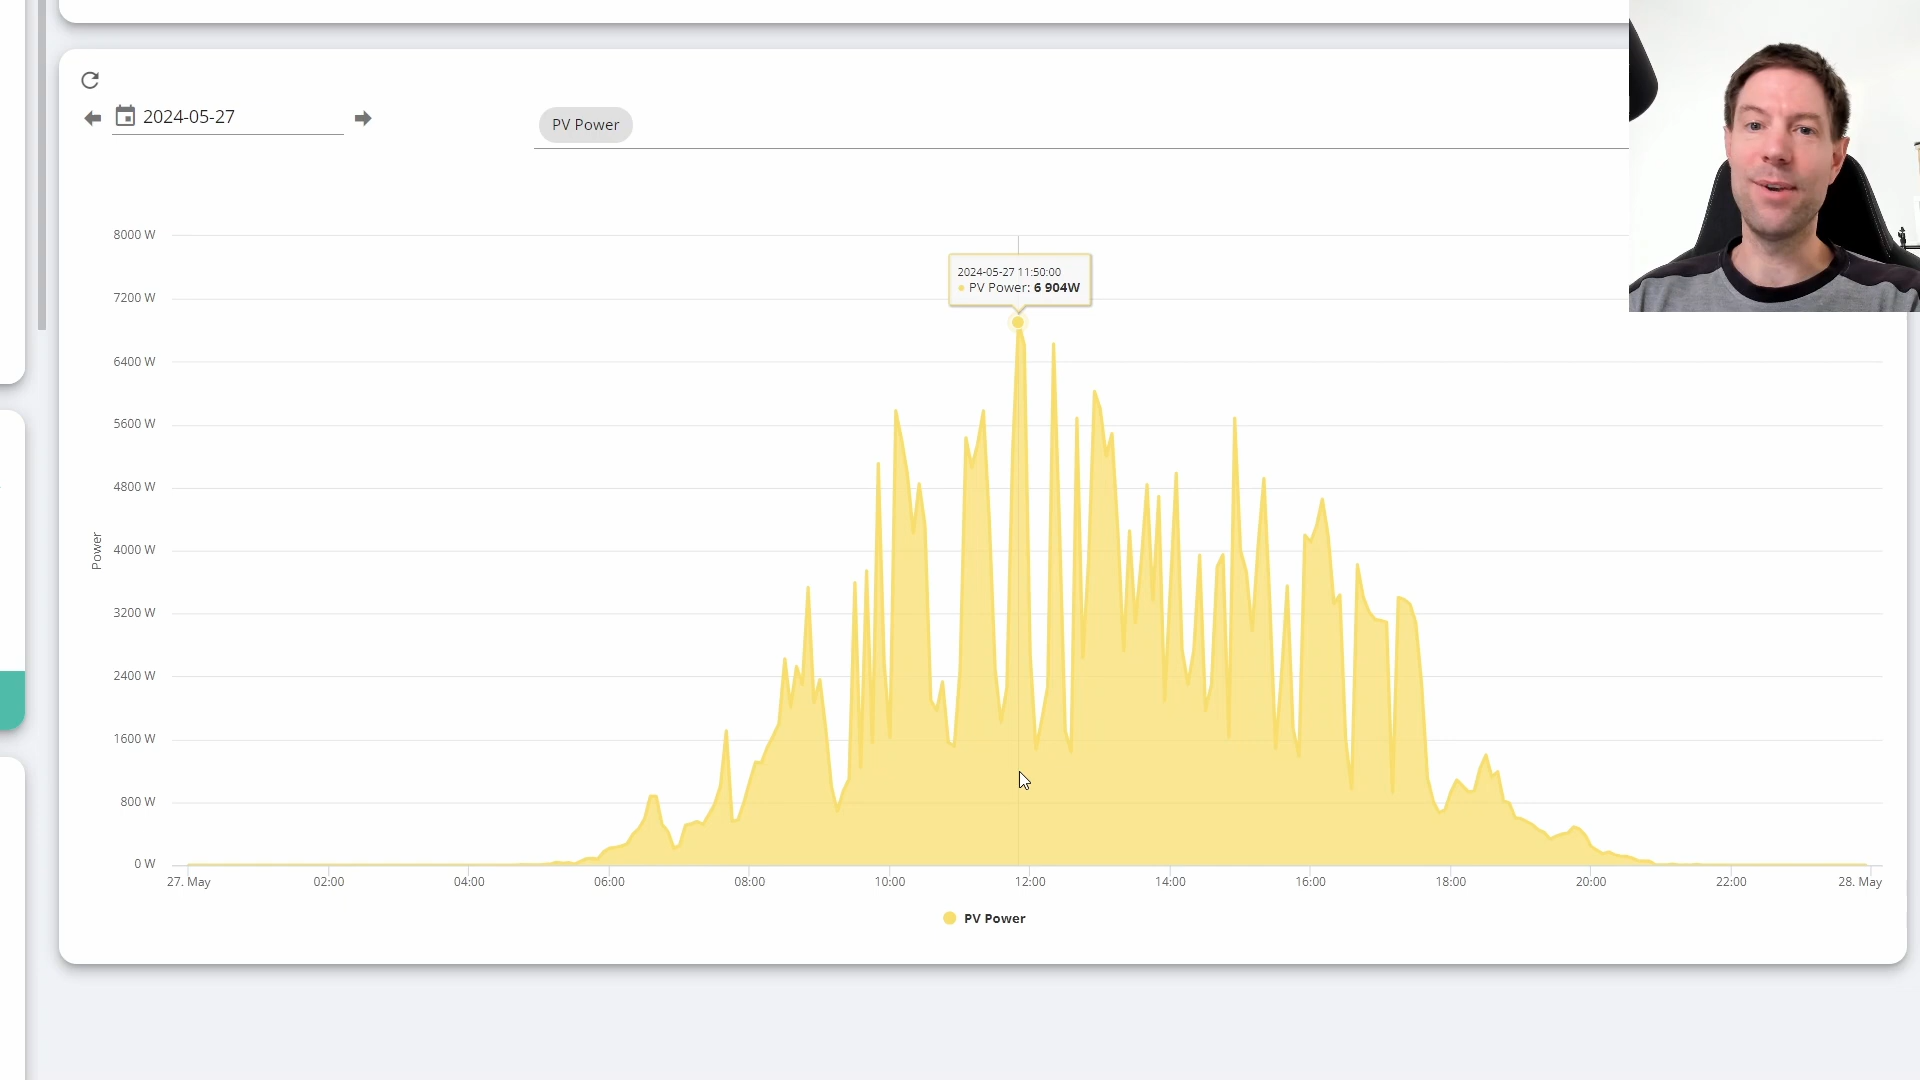 2024-05-27
PV Power
8000 W
7200 W
6400 W
5600 W
4800 W
4000 W
3200 W
2400 W
1600 W
800 W
0 W
Power
2024-05-27 11:50:00
PV Power: 6 904W
27. May
02:00
04:00
06:00
08:00
10:00
12:00
14:00
16:00
18:00
20:00
22:00
28. May
PV Power